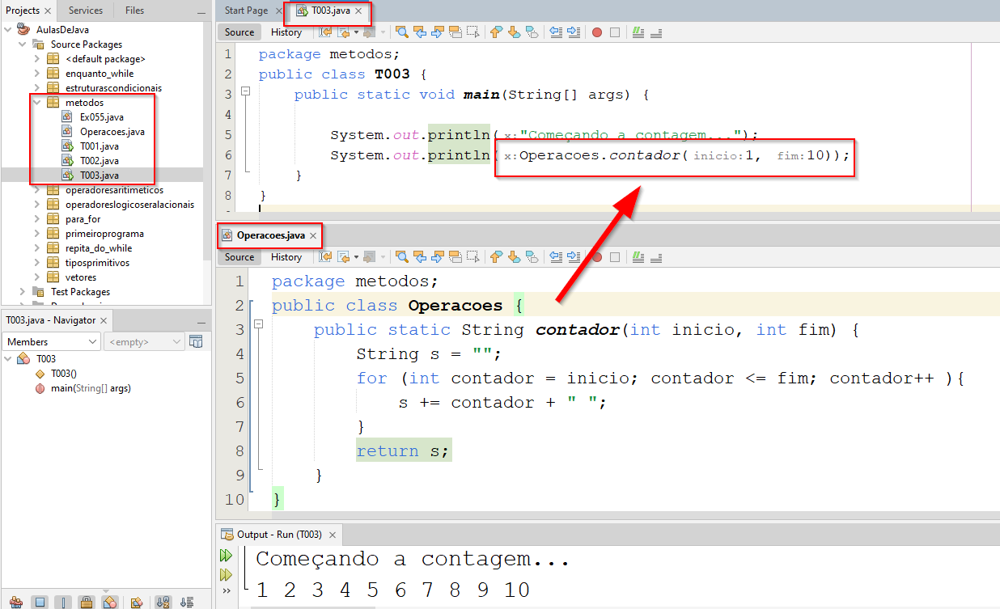 Projects
Services
Files
AulasDeJava
Source Packages
<default package>
enquanto_while
estruturascondicionais
metodos
Ex055.java
Operacoes.java
T001.java
T002.java
T003.java
operadoresaritimeticos
operadoreslogicoseralacionais
para_for
primeiroprograma
repita_do_while
tiposprimitivos
vetores
Test Packages
T003.java - Navigator
Members
<empty>
T003
T003()
main(String[] args)
Start Page
T003.java
Source
History
1 package metodos;
2 public class T003 {
3 public static void main(String[] args) {
4
5 System.out.println( x: "Começando a contagem...");
6 System.out.println( x: Operacoes.contador( inicio: 1, fim: 10));
7 }
8 }
Operacoes.java
Source
History
1 package metodos;
2 public class Operacoes {
3 public static String contador(int inicio, int fim) {
4 String s = "";
5 for (int contador = inicio; contador <= fim; contador++ ){
6 s += contador + " ";
7 }
8 return s;
9 }
10 }
Output - Run (T003)
Começando a contagem...
1 2 3 4 5 6 7 8 9 10